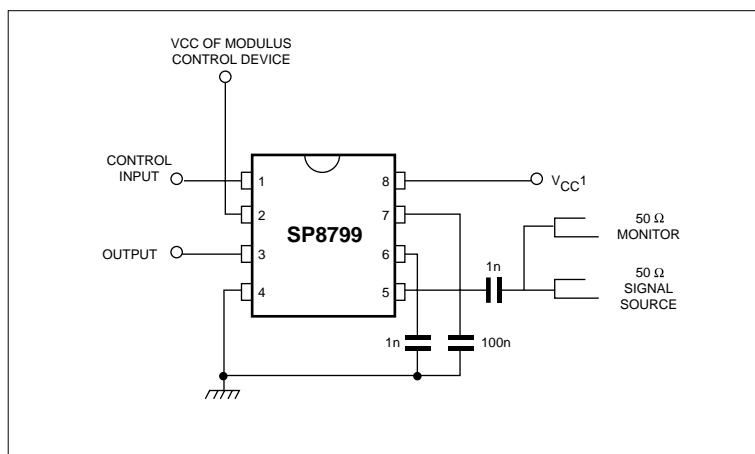 VCC OF MODULUS
CONTROL DEVICE
CONTROL
INPUT
1
8
VCC1
2
7
50 Ω
MONITOR
SP8799
OUTPUT
3
6
1n
50 Ω
SIGNAL
SOURCE
4
5
1n
100n